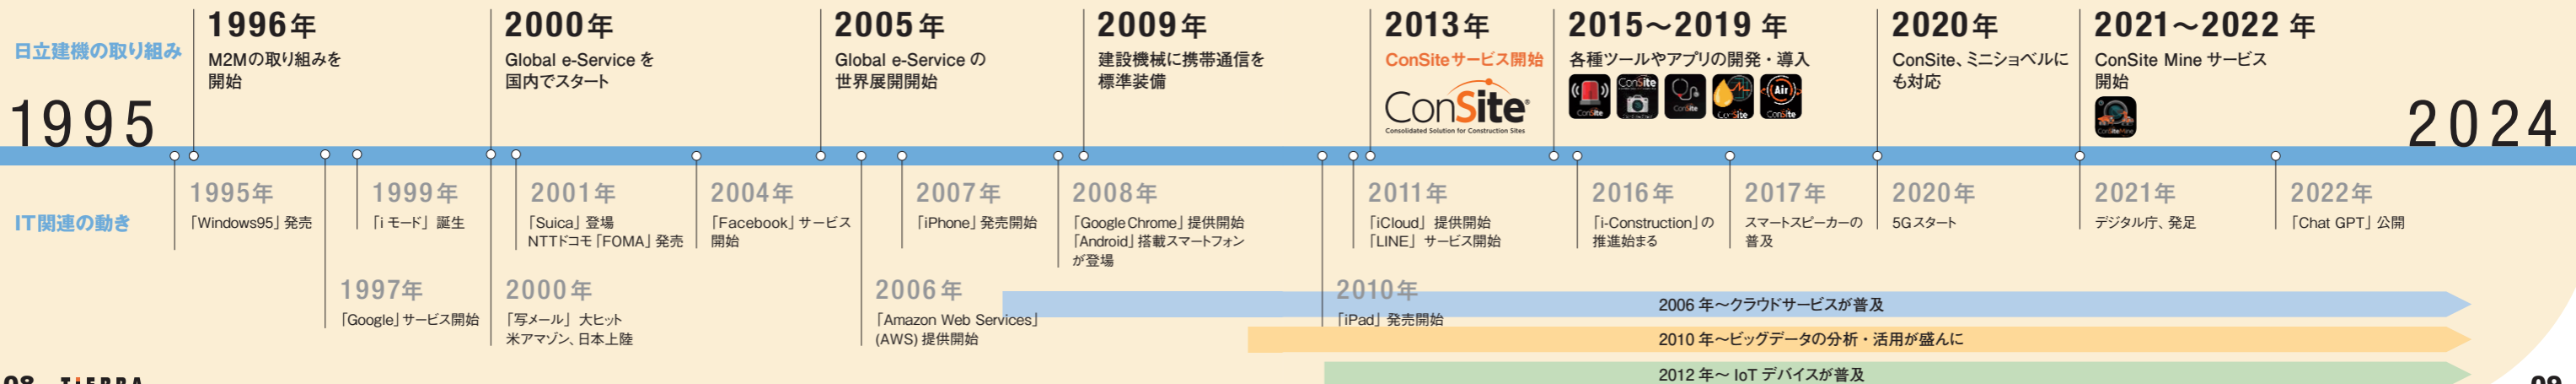 日立建機の取り組み
1995
1996年
M2Mの取り組みを
開始
2000年
Global e-Service を
国内でスタート
2005年
Global e-Service の
世界展開開始
2009年
建設機械に携帯通信を
標準装備
2013年
ConSiteサービス開始
ConSite®
Consolidated Solution for Construction Sites
2015〜2019 年
各種ツールやアプリの開発・導入
ConSite
ConSite
ConSite
ConSite
Air
ConSite
2020年
ConSite、ミニショベルに
も対応
2021〜2022 年
ConSite Mine サービス
開始
ConSiteMine
2024
IT関連の動き
1995年
「Windows95」発売
1997年
「Google」サービス開始
1999年
「i モード」 誕生
2000年
「写メール」 大ヒット
米アマゾン、日本上陸
2001年
「Suica」登場
NTTドコモ「FOMA」発売
2004年
「Facebook」サービス
開始
2006年
「Amazon Web Services」
(AWS) 提供開始
2007年
「iPhone」発売開始
2008年
「Google Chrome」提供開始
「Android」搭載スマートフォン
が登場
2010年
「iPad」発売開始
2011年
「iCloud」 提供開始
「LINE」 サービス開始
2016年
「i-Construction」の
推進始まる
2017年
スマートスピーカーの
普及
2020年
5Gスタート
2021年
デジタル庁、発足
2022年
「Chat GPT」公開
2006 年〜クラウドサービスが普及
2010 年〜ビッグデータの分析・活用が盛んに
2012 年〜 IoT デバイスが普及
08 TIERRA
09